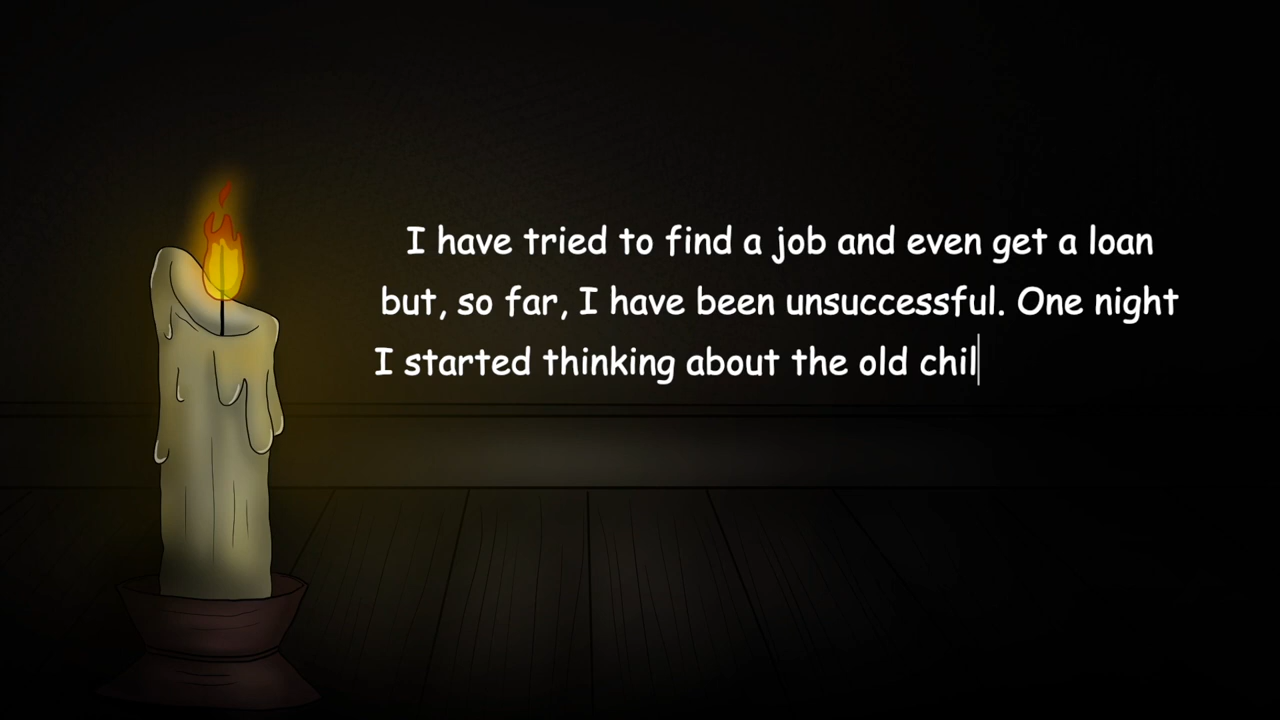 I have tried to find a job and even get a loan
but, so far, I have been unsuccessful. One night
I started thinking about the old chil